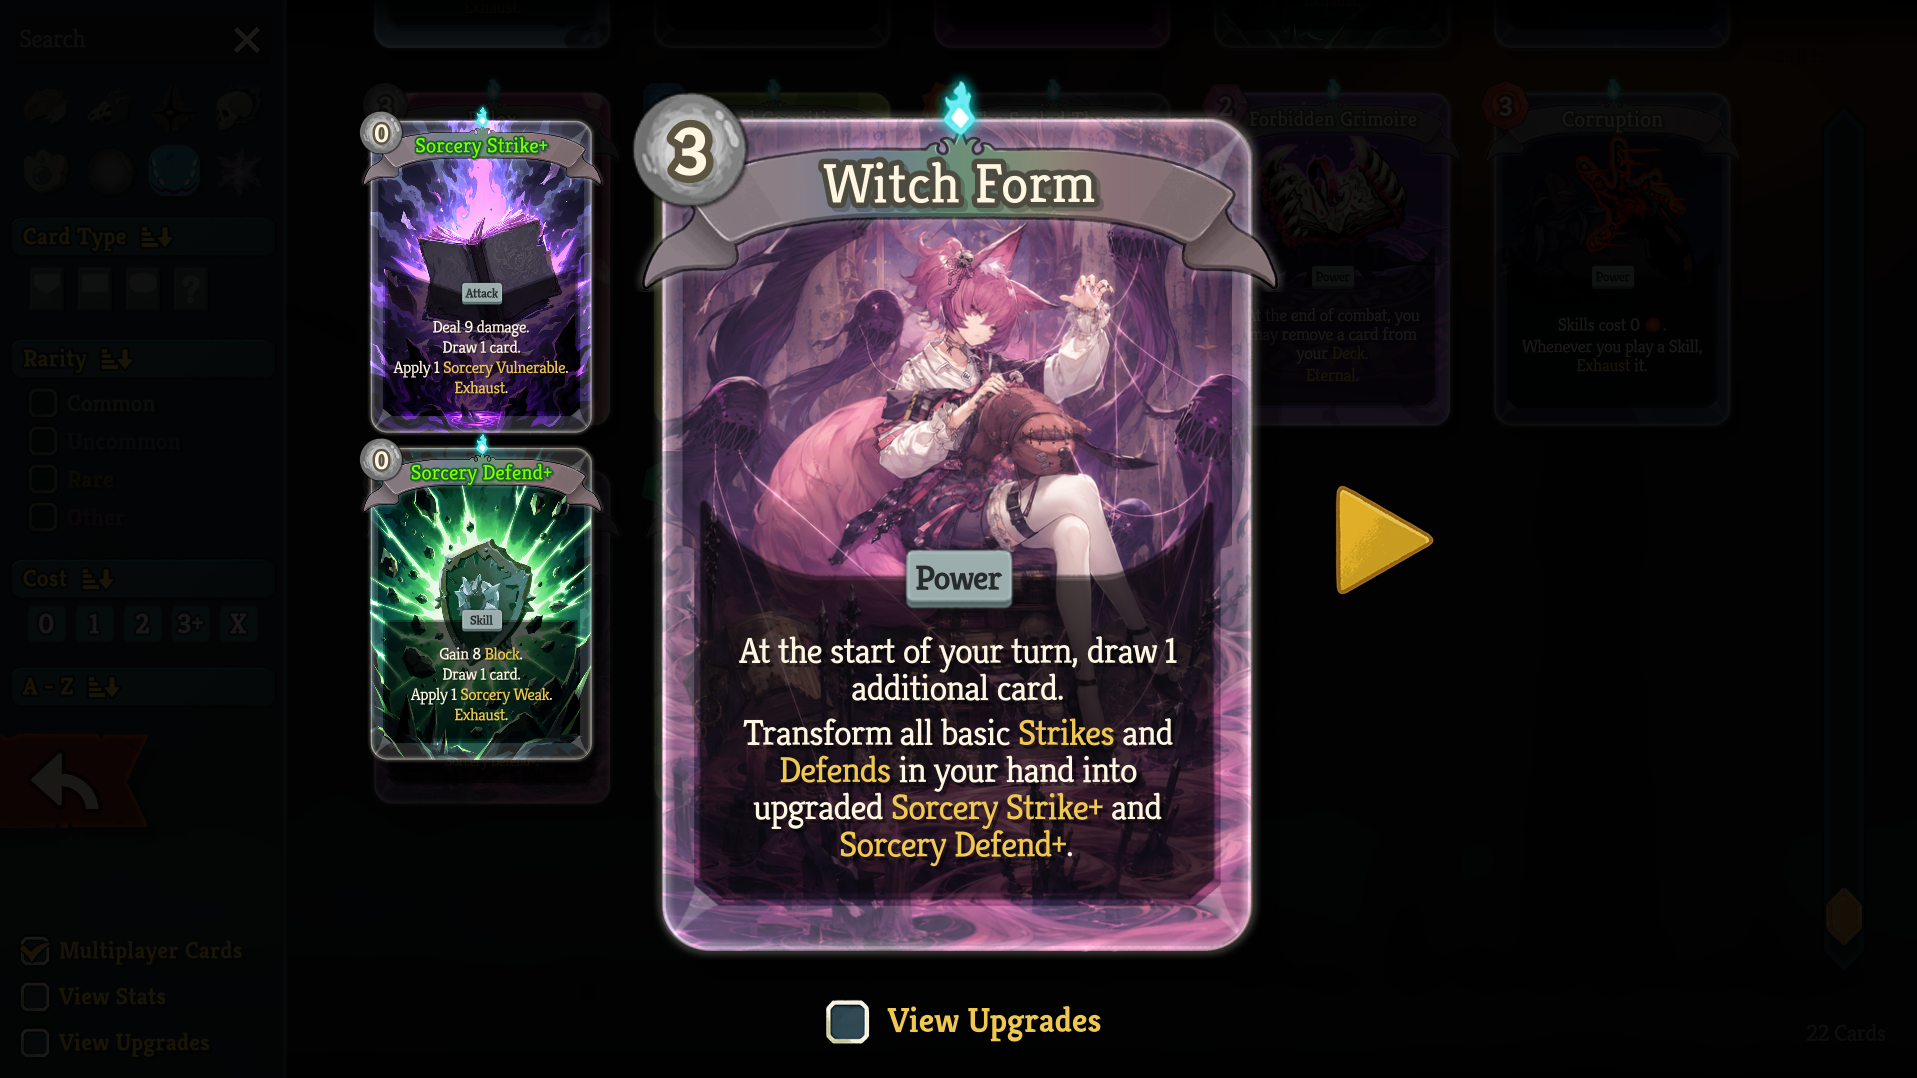 Search
Card Type
?
Rarity
Common
Uncommon
Rare
Other
Cost
0 1 2 3+ X
A - Z
Multiplayer Cards
View Stats
View Upgrades
0
Sorcery Strike+
Attack
Deal 9 damage.
Draw 1 card.
Apply 1 Sorcery Vulnerable.
Exhaust.
0
Sorcery Defend+
Skill
Gain 8 Block.
Draw 1 card.
Apply 1 Sorcery Weak.
Exhaust.
3
3
Witch Form
Power
At the start of your turn, draw 1
additional card.
Transform all basic Strikes and
Defends in your hand into
upgraded Sorcery Strike+ and
Sorcery Defend+.
View Upgrades
2
Forbidden Grimoire
Power
At the end of combat, you
may remove a card from
your Deck.
Eternal.
3
Corruption
Power
Skills cost 0 .
Whenever you play a Skill,
Exhaust it.
22 Cards